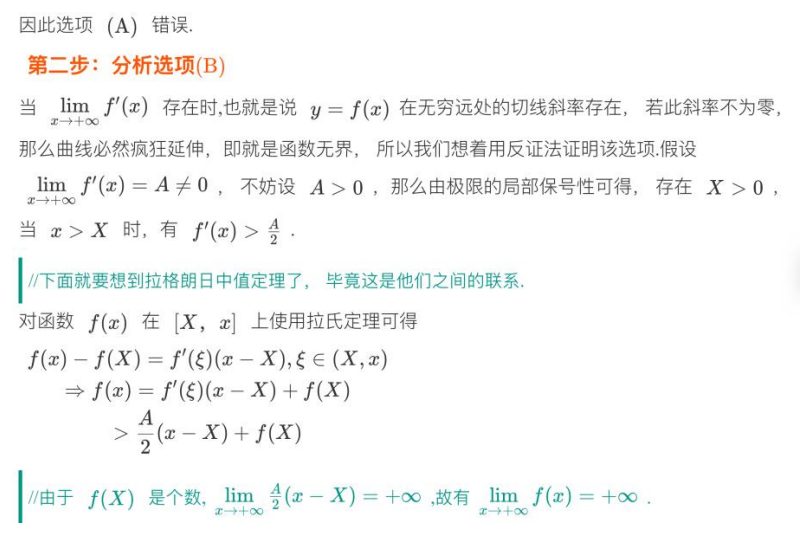 因此选项 (A) 错误.
第二步：分析选项(B)
当 lim_{x→+∞} f′(x) 存在时,也就是说 y = f(x) 在无穷远处的切线斜率存在， 若此斜率不为零，
那么曲线必然疯狂延伸，即就是函数无界， 所以我们想着用反证法证明该选项.假设
lim_{x→+∞} f′(x) = A ≠ 0 ， 不妨设 A > 0 ，那么由极限的局部保号性可得， 存在 X > 0 ，
当 x > X 时，有 f′(x) > A/2 .
//下面就要想到拉格朗日中值定理了， 毕竟这是他们之间的联系.
对函数 f(x) 在 [X, x] 上使用拉氏定理可得
f(x) − f(X) = f′(ξ)(x − X), ξ ∈ (X, x)
⇒ f(x) = f′(ξ)(x − X) + f(X)
> A/2 (x − X) + f(X)
//由于 f(X) 是个数, lim_{x→+∞} A/2 (x − X) = +∞ ,故有 lim_{x→+∞} f(x) = +∞ .